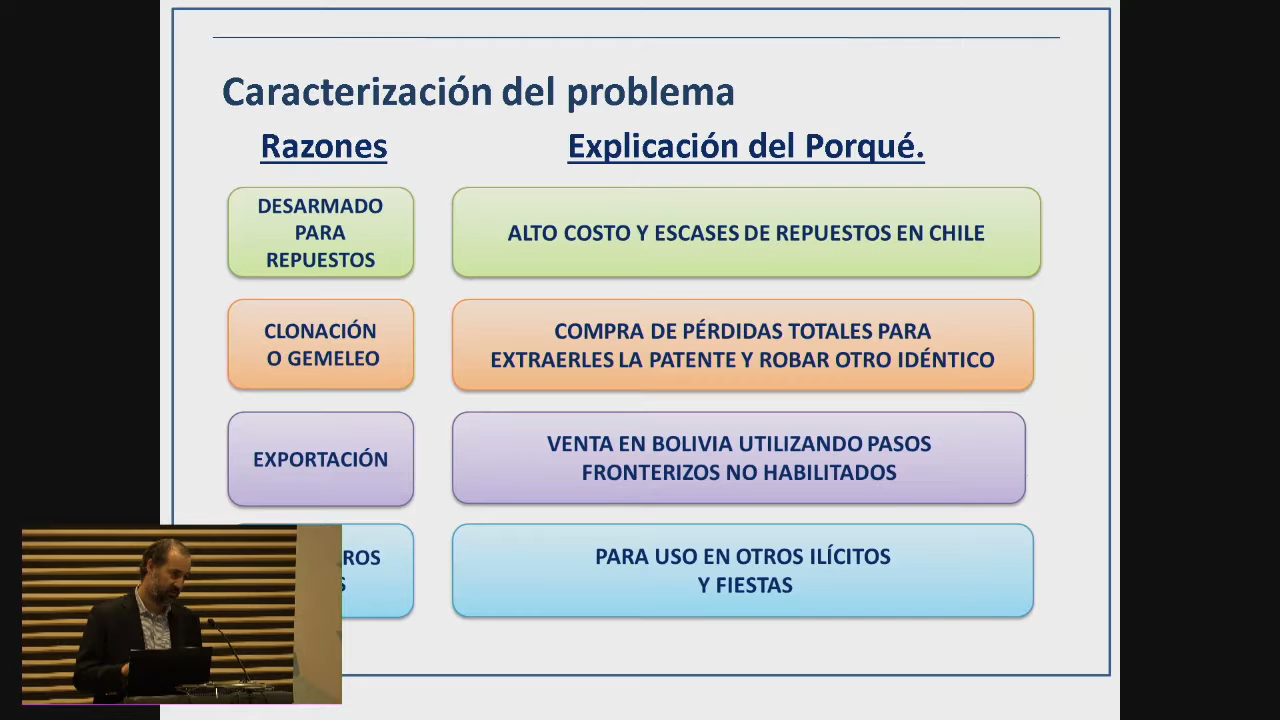 Caracterización del problema
Razones
Explicación del Porqué.
DESARMADO
PARA
REPUESTOS
ALTO COSTO Y ESCASES DE REPUESTOS EN CHILE
CLONACIÓN
O GEMELEO
COMPRA DE PÉRDIDAS TOTALES PARA
EXTRAERLES LA PATENTE Y ROBAR OTRO IDÉNTICO
EXPORTACIÓN
VENTA EN BOLIVIA UTILIZANDO PASOS
FRONTERIZOS NO HABILITADOS
PARA USO EN OTROS ILÍCITOS
Y FIESTAS